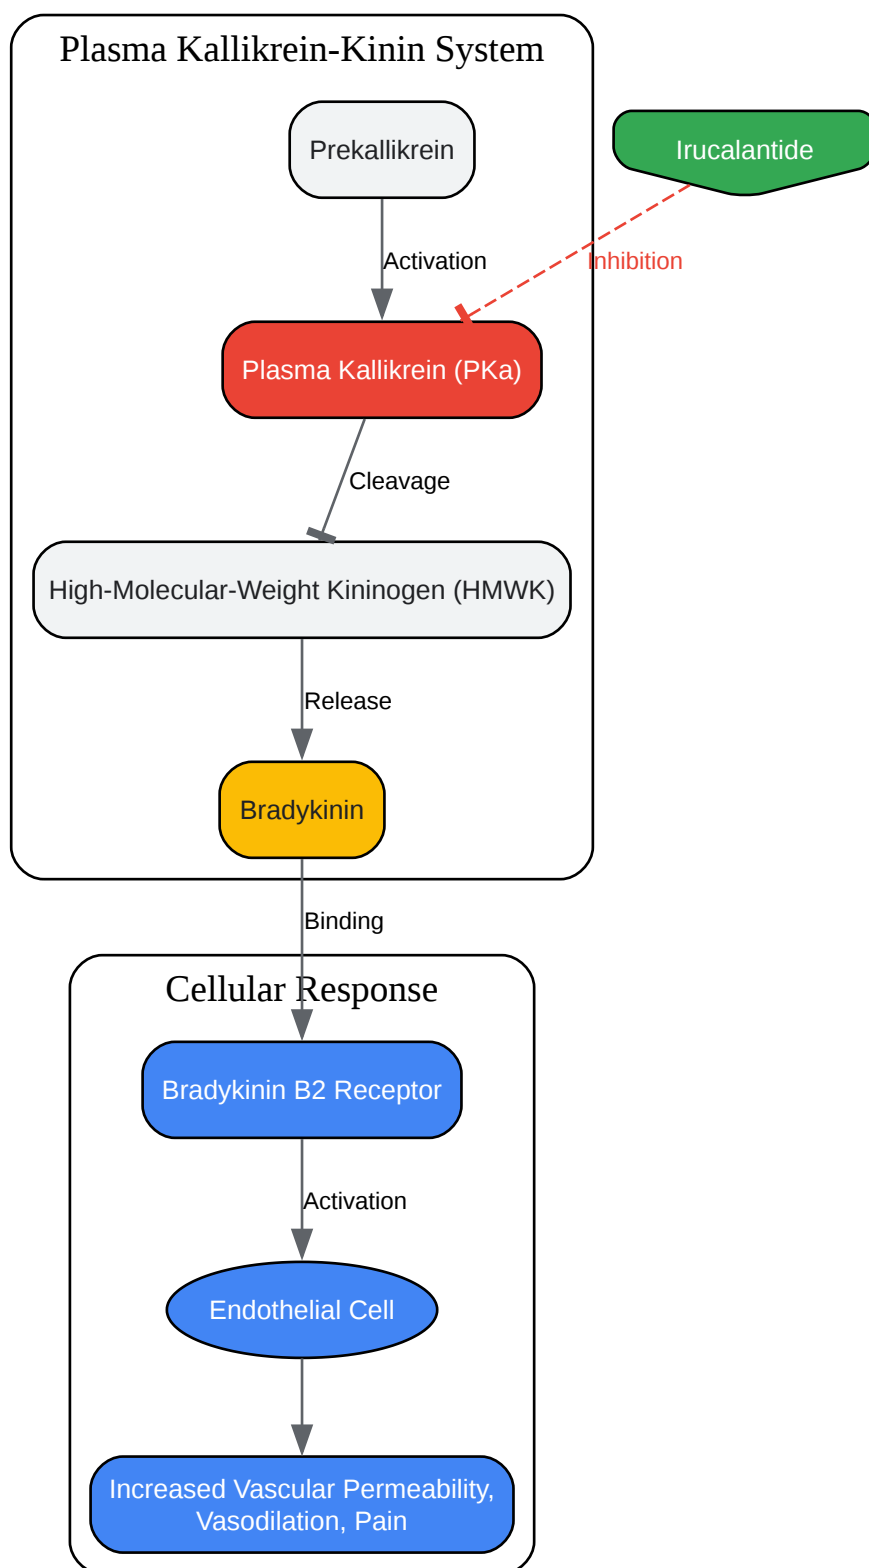 Plasma Kallikrein-Kinin System
Prekallikrein
Irucalantide
Activation
Inhibition
Plasma Kallikrein (PKa)
Cleavage
High-Molecular-Weight Kininogen (HMWK)
Release
Bradykinin
Binding
Cellular Response
Bradykinin B2 Receptor
Activation
Endothelial Cell
Increased Vascular Permeability,
Vasodilation, Pain